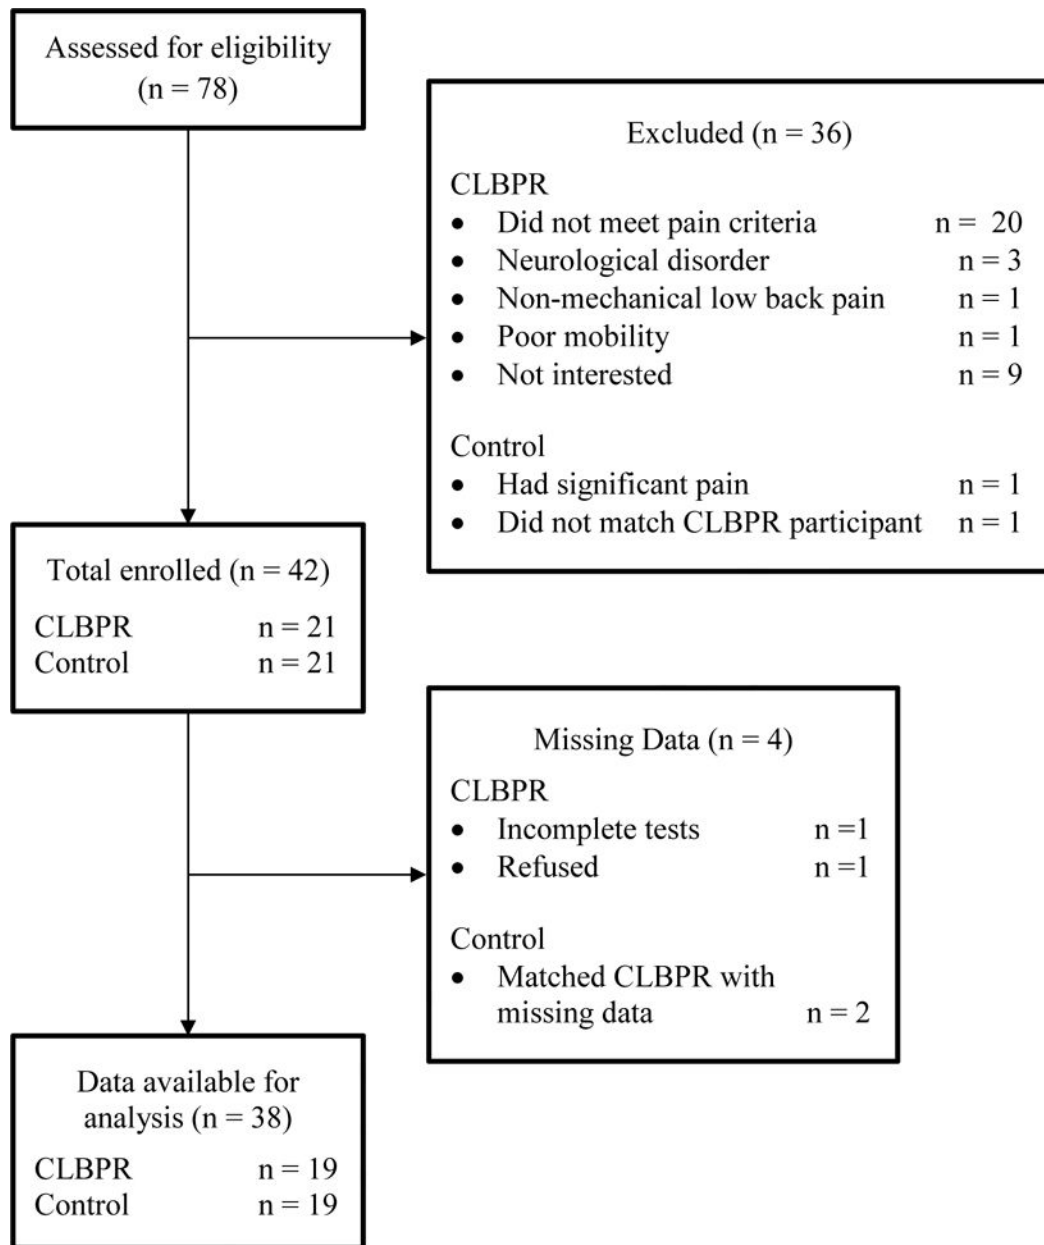 Assessed for eligibility
(n = 78)
Excluded (n = 36)
CLBPR
• Did not meet pain criteria n = 20
• Neurological disorder n = 3
• Non-mechanical low back pain n = 1
• Poor mobility n = 1
• Not interested n = 9
Control
• Had significant pain n = 1
• Did not match CLBPR participant n = 1
Total enrolled (n = 42)
CLBPR n = 21
Control n = 21
Missing Data (n = 4)
CLBPR
• Incomplete tests n =1
• Refused n =1
Control
• Matched CLBPR with
missing data n = 2
Data available for
analysis (n = 38)
CLBPR n = 19
Control n = 19